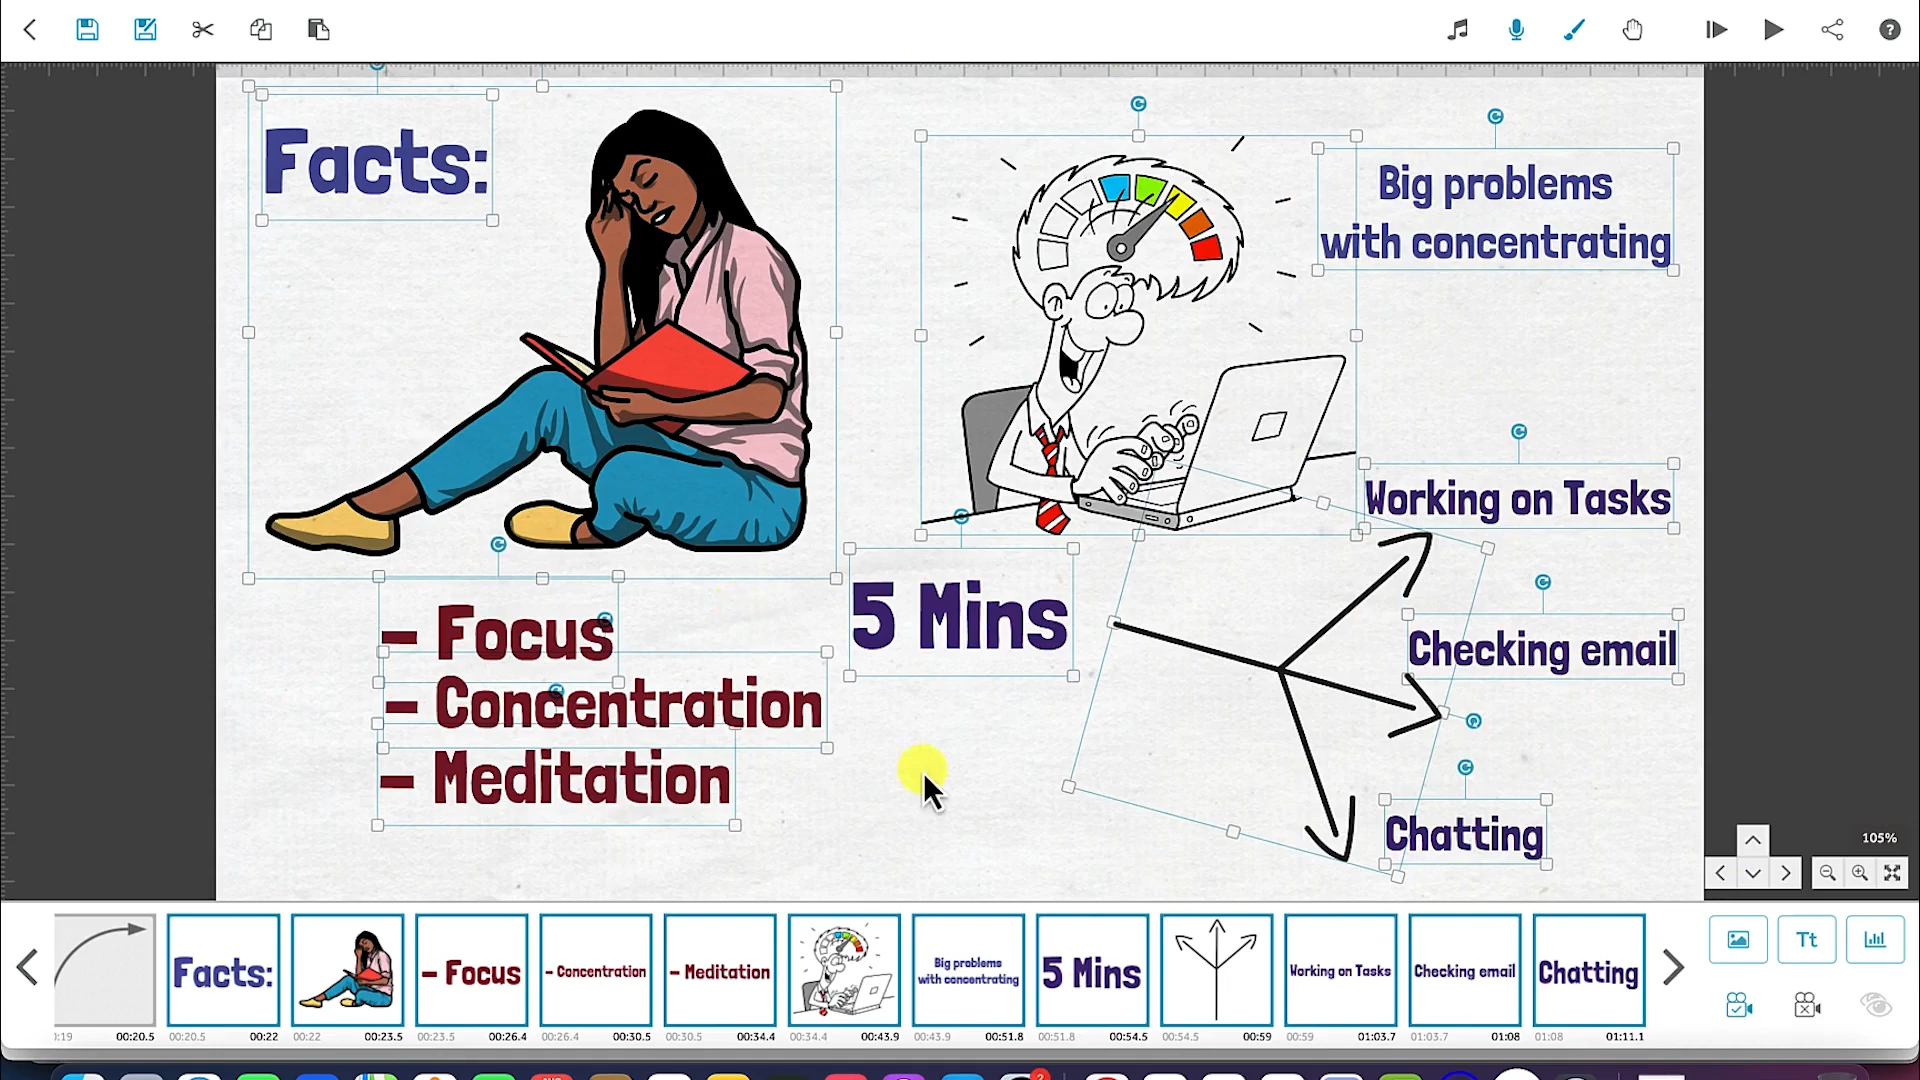 Facts:
Big problems
with concentrating
Working on Tasks
5 Mins
– Focus
Checking email
– Concentration
– Meditation
Chatting
105%
Facts:
– Focus
– Concentration
– Meditation
Big problems
with concentrating
5 Mins
Working on Tasks
Checking email
Chatting
Tt
):19 00:20.5 00:20.5 00:22 00:22 00:23.5 00:23.5 00:26.4 00:26.4 00:30.5 00:30.5 00:34.4 00:34.4 00:43.9 00:43.9 00:51.8 00:51.8 00:54.5 00:54.5 00:59 00:59 01:03.7 01:03.7 01:08 01:08 01:11.1
2